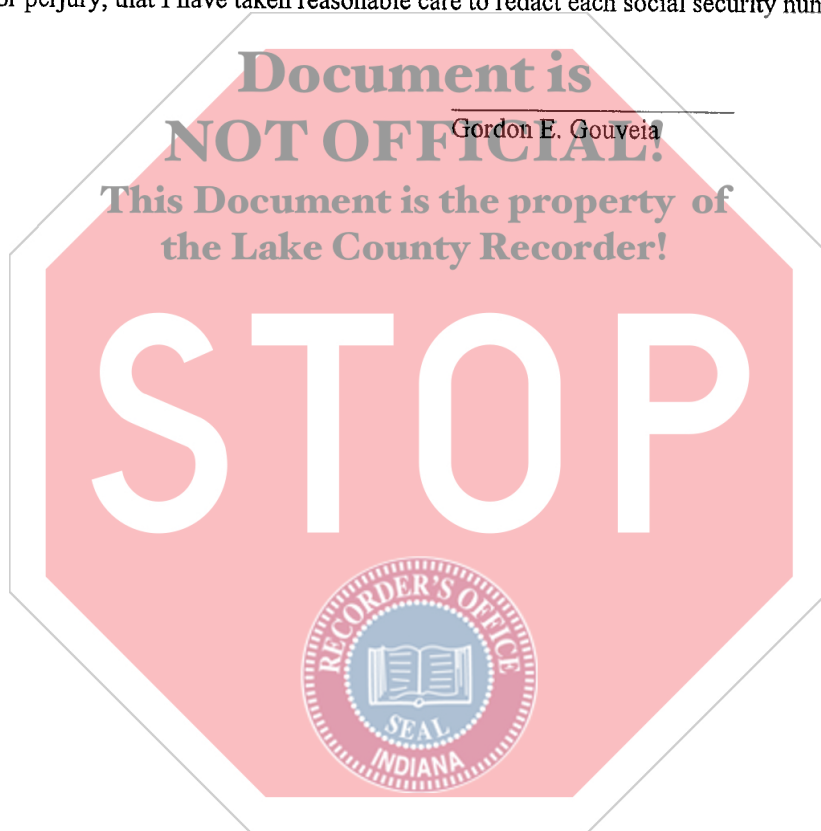 or perjury, that I have taken reasonable care to redact each social security num
Document is
Gordon E. Gouveia
NOT OFFICIAL!
This Document is the property of
the Lake County Recorder!
STOP
RECORDER'S OFFICE
SEAL
INDIANA